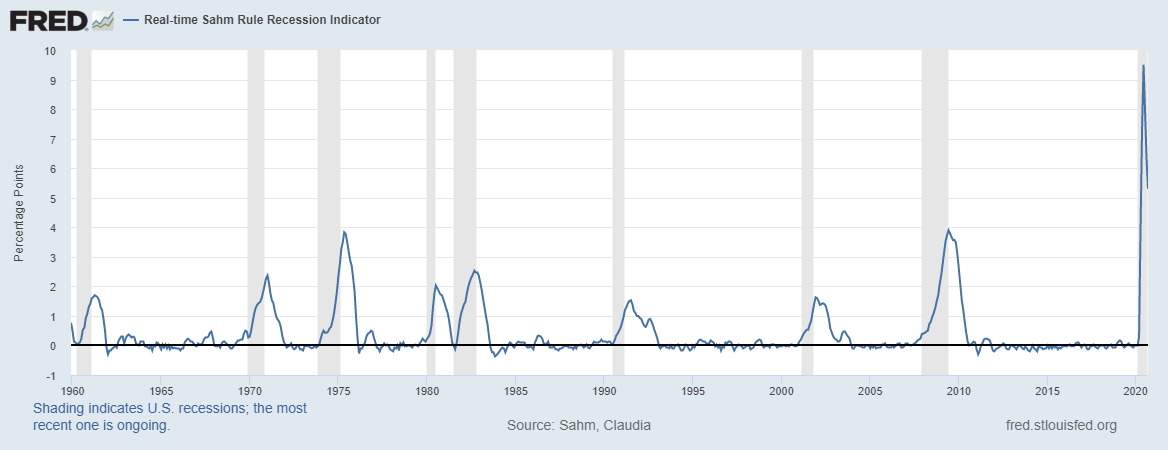 FRED Real-time Sahm Rule Recession Indicator
Percentage Points
10
9
8
7
6
5
4
3
2
1
0
-1
1960 1965 1970 1975 1980 1985 1990 1995 2000 2005 2010 2015 2020
Shading indicates U.S. recessions; the most
recent one is ongoing.
Source: Sahm, Claudia
fred.stlouisfed.org